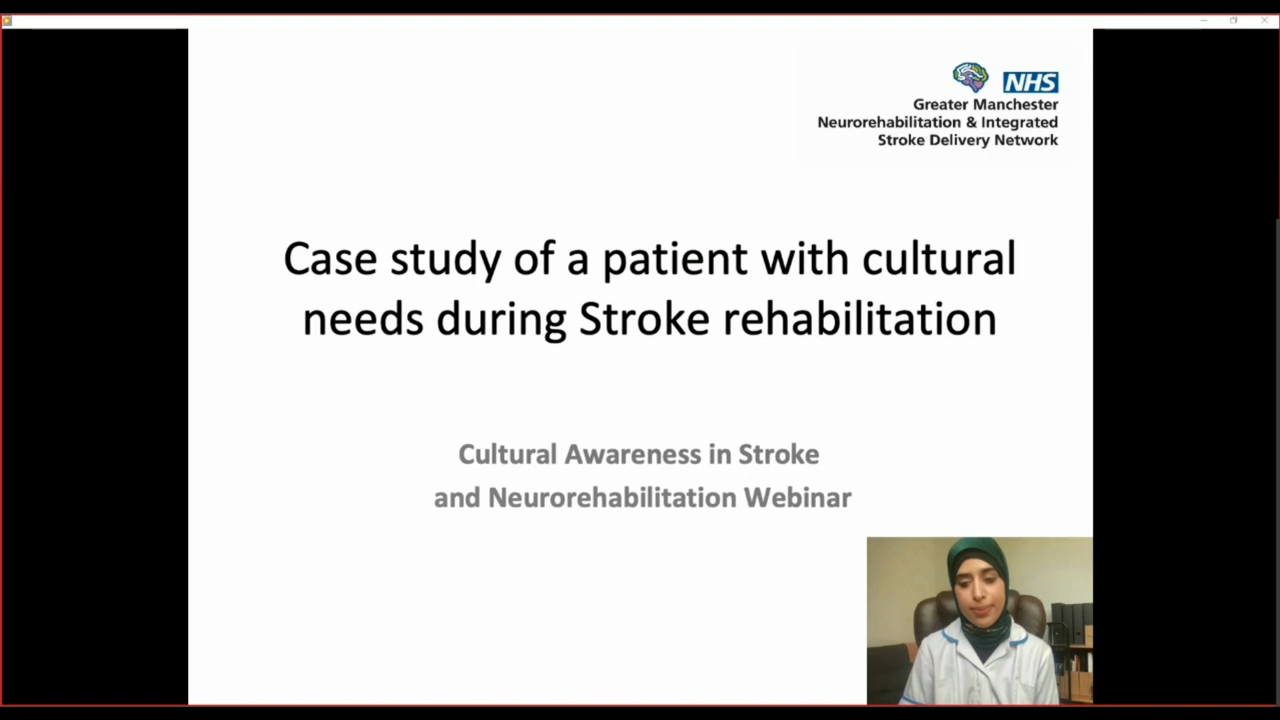 NHS
Greater Manchester
Neurorehabilitation & Integrated
Stroke Delivery Network
Case study of a patient with cultural
needs during Stroke rehabilitation
Cultural Awareness in Stroke
and Neurorehabilitation Webinar